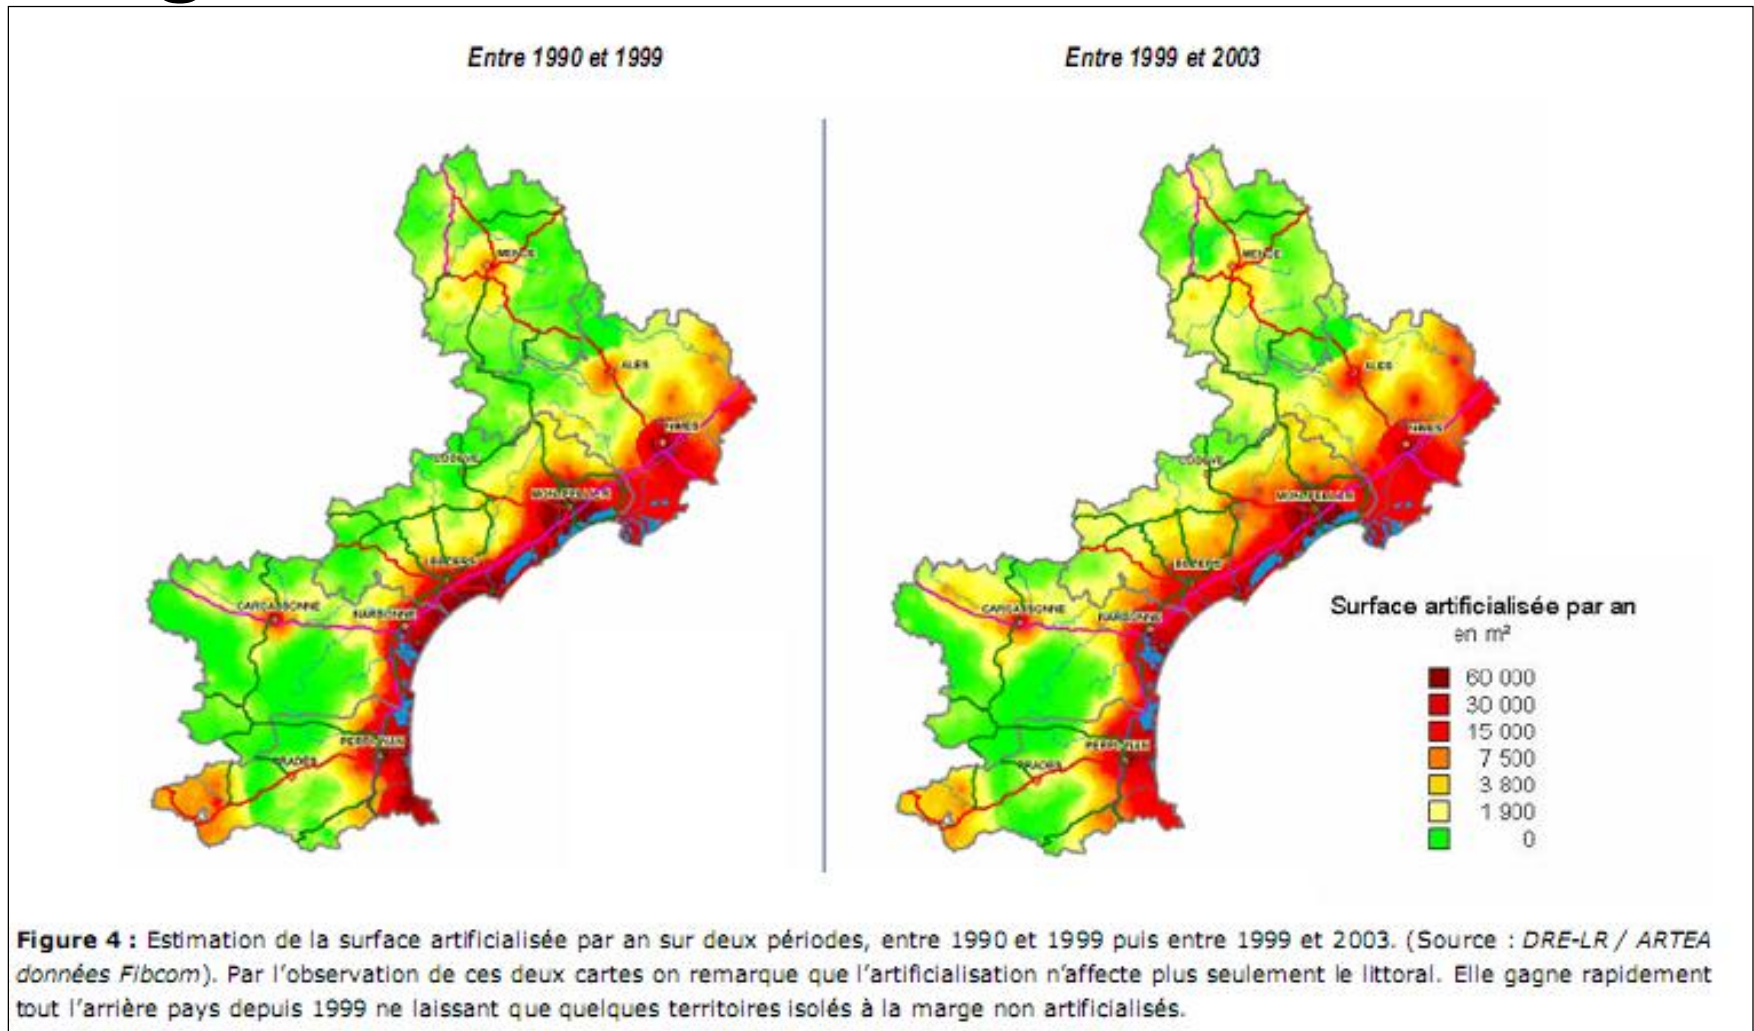 Entre 1990 et 1999
Entre 1999 et 2003
MENDE
ALES
NIMES
LODEVE
MONTPELLIER
BEZIERS
CARCASSONNE
NARBONNE
PERPIGNAN
PRADES
MENDE
ALES
NIMES
LODEVE
MONTPELLIER
BEZIERS
CARCASSONNE
NARBONNE
PERPIGNAN
PRADES
Surface artificialisée par an
en m²
60 000
30 000
15 000
7 500
3 800
1 900
0
Figure 4 : Estimation de la surface artificialisée par an sur deux périodes, entre 1990 et 1999 puis entre 1999 et 2003. (Source : DRE-LR / ARTEA
données Fibcom). Par l'observation de ces deux cartes on remarque que l'artificialisation n'affecte plus seulement le littoral. Elle gagne rapidement
tout l'arrière pays depuis 1999 ne laissant que quelques territoires isolés à la marge non artificialisés.